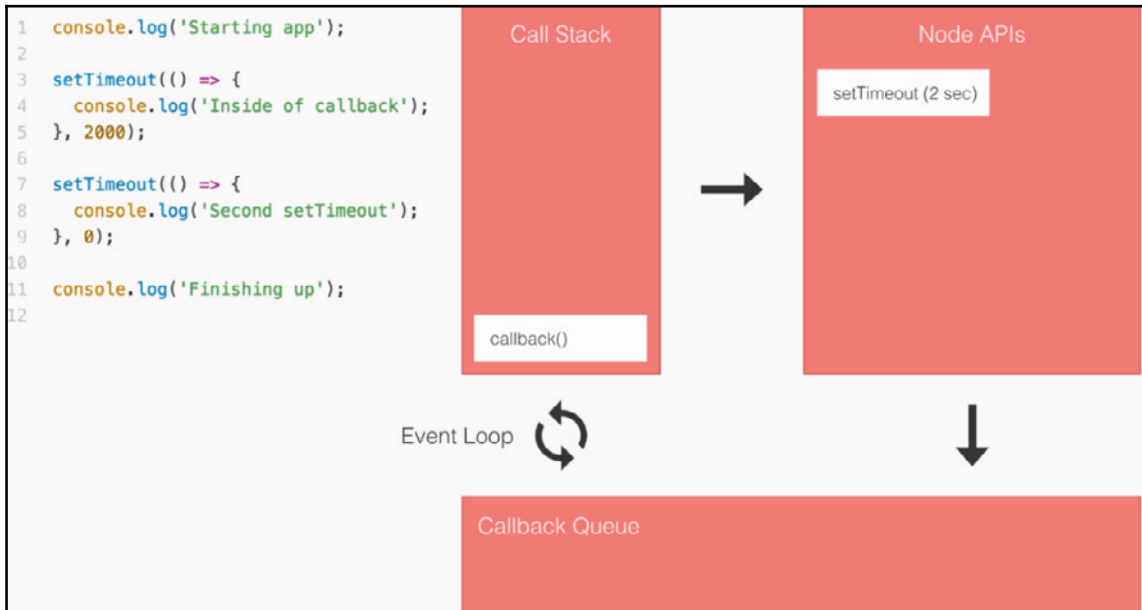 1 console.log('Starting app');
2
3 setTimeout(() => {
4 console.log('Inside of callback');
5 }, 2000);
6
7 setTimeout(() => {
8 console.log('Second setTimeout');
9 }, 0);
10
11 console.log('Finishing up');
12
Call Stack
callback()
Node APIs
setTimeout (2 sec)
Event Loop
Callback Queue